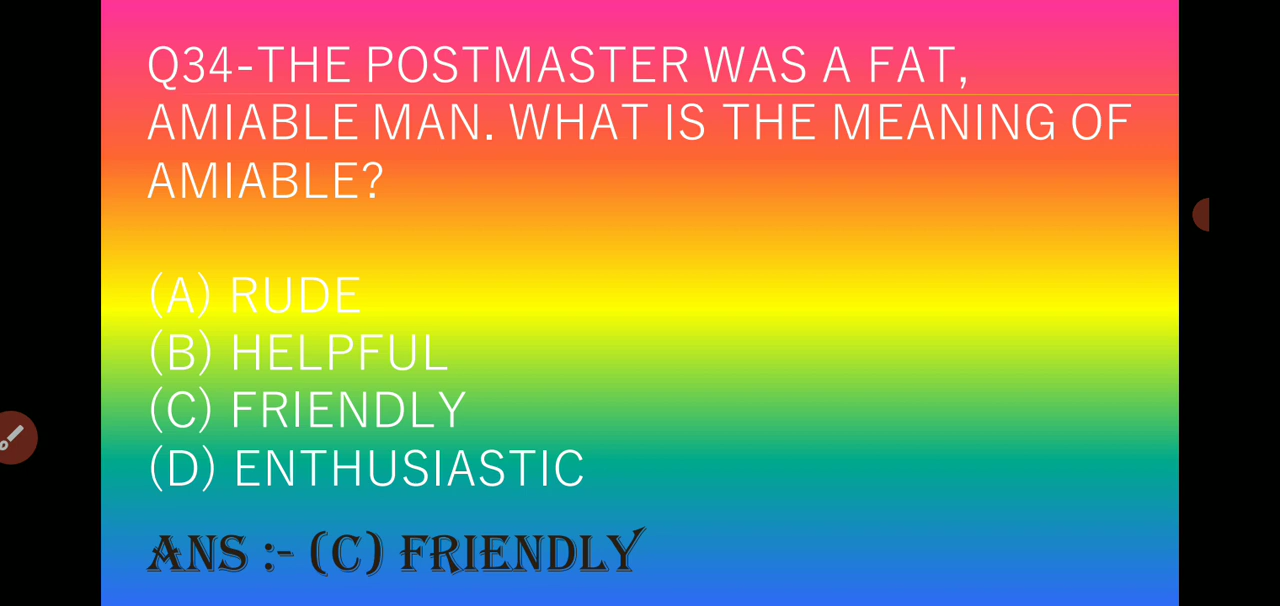 Q34-THE POSTMASTER WAS A FAT,
AMIABLE MAN. WHAT IS THE MEANING OF
AMIABLE?
(A) RUDE
(B) HELPFUL
(C) FRIENDLY
(D) ENTHUSIASTIC
ANS :- (C) FRIENDLY